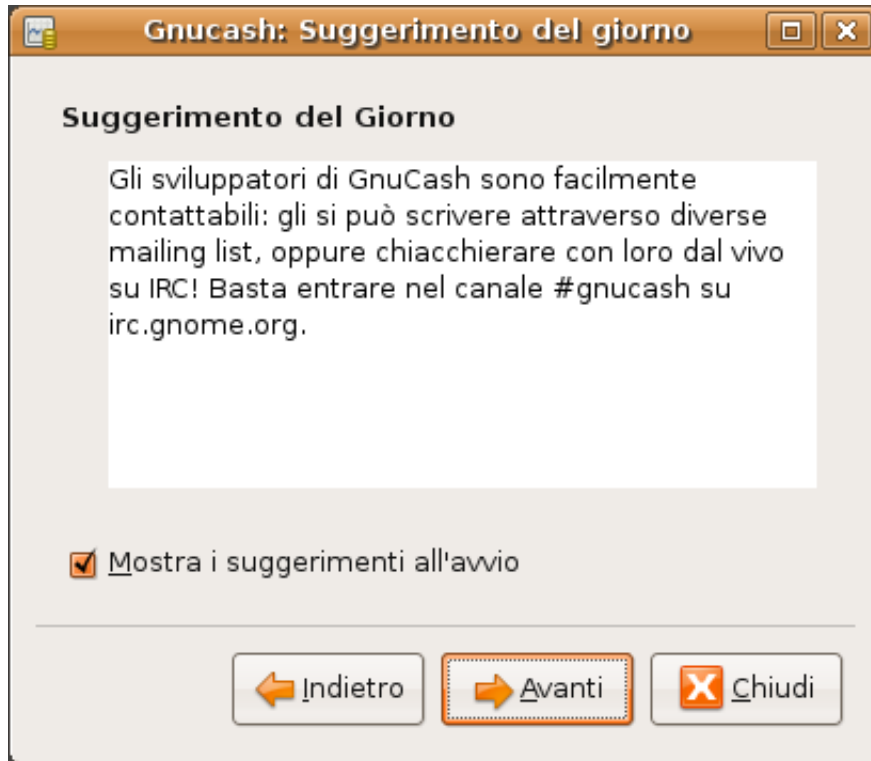 Gnucash: Suggerimento del giorno
Suggerimento del Giorno
Gli sviluppatori di GnuCash sono facilmente
contattabili: gli si può scrivere attraverso diverse
mailing list, oppure chiacchierare con loro dal vivo
su IRC! Basta entrare nel canale #gnucash su
irc.gnome.org.
Mostra i suggerimenti all'avvio
Indietro Avanti Chiudi